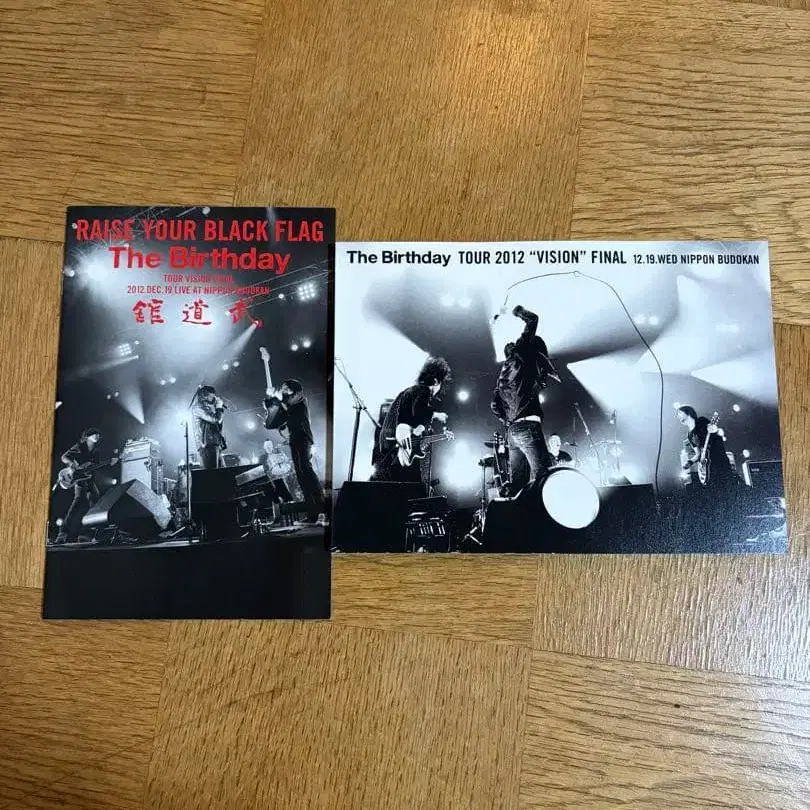 RAISE YOUR BLACK FLAG
The Birthday
TOUR VISION FINAL
2012.DEC.19 LIVE AT NIPPON BUDOKAN
館道武
The Birthday TOUR 2012 "VISION" FINAL 12.19.WED NIPPON BUDOKAN